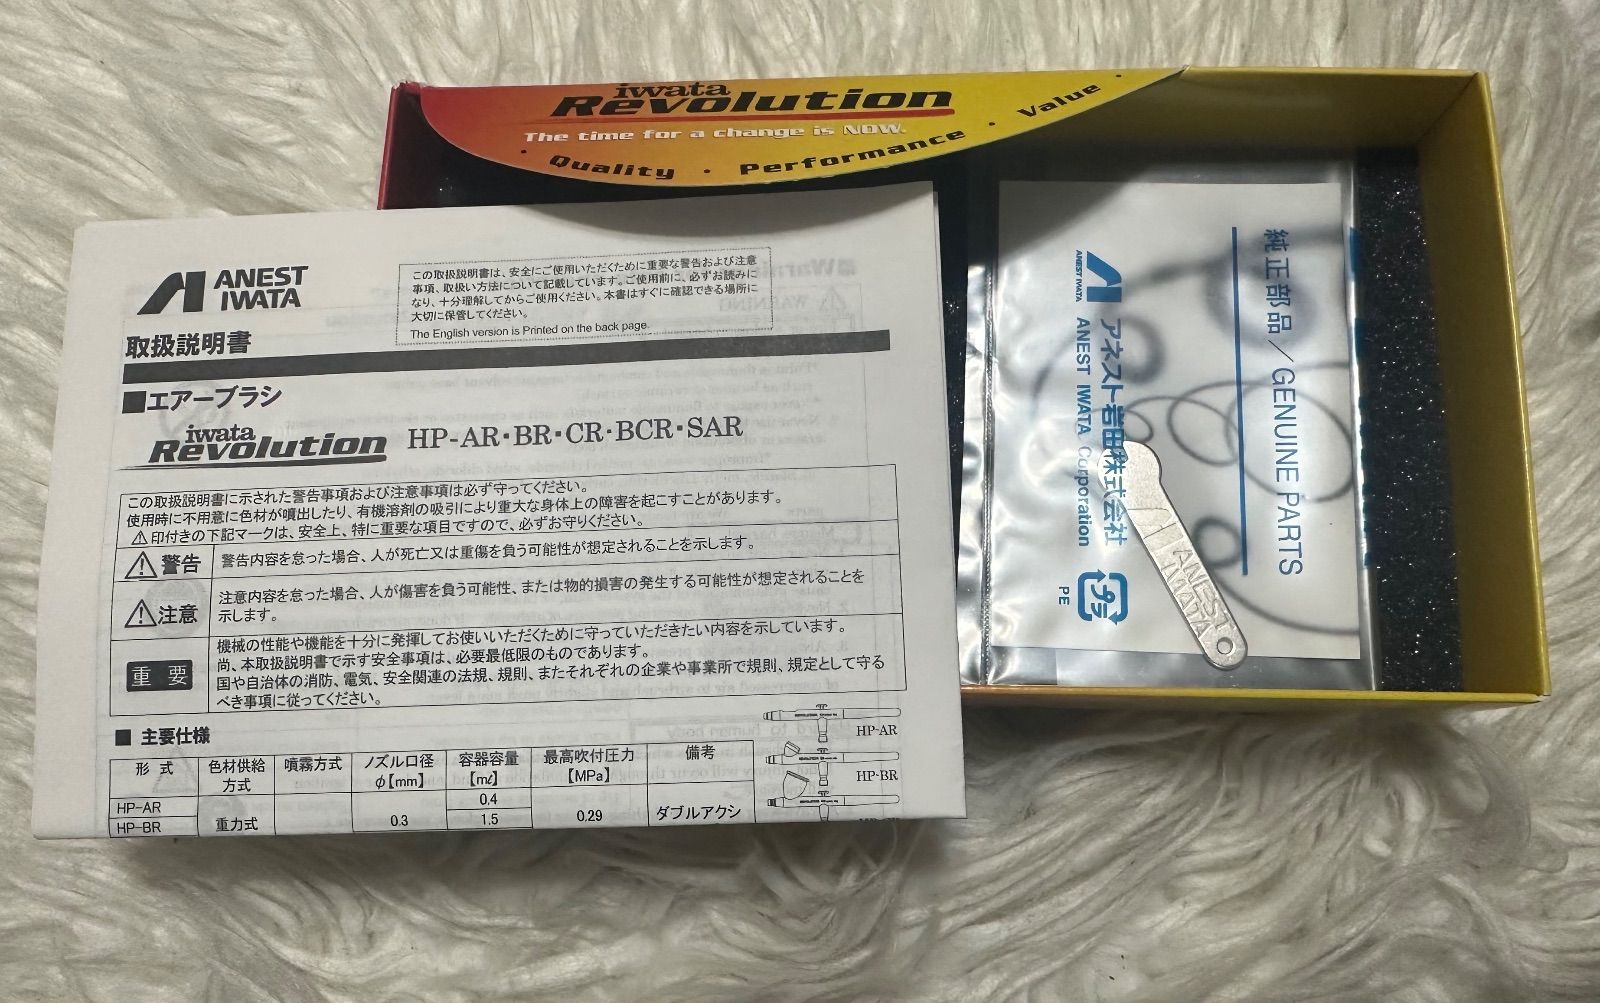 iwata
Revolution
The time for a change is NOW.
・ Quality ・ Performance ・ Value ・
ANEST
IWATA
この取扱説明書は、安全にご使用いただくために重要な警告および注意
事項、取扱い方法について記載しています。ご使用前に、必ずお読みに
なり、十分理解してからご使用ください。本書はすぐに確認できる場所に
大切に保管してください。
The English version is Printed on the back page.
取扱説明書
■エアーブラシ
iwata
Revolution HP-AR・BR・CR・BCR・SAR
この取扱説明書に示された警告事項および注意事項は必ず守ってください。
使用時に不用意に色材が噴出したり、有機溶剤の吸引により重大な身体上の障害を起こすことがあります。
⚠印付きの下記マークは、安全上、特に重要な項目ですので、必ずお守りください。
⚠警告 警告内容を怠った場合、人が死亡又は重傷を負う可能性が想定されることを示します。
⚠注意 注意内容を怠った場合、人が傷害を負う可能性、または物的損害の発生する可能性が想定されることを
示します。
重要 機械の性能や機能を十分に発揮してお使いいただくために守っていただきたい内容を示しています。
尚、本取扱説明書で示す安全事項は、必要最低限のものであります。
国や自治体の消防、電気、安全関連の法規、規則、またそれぞれの企業や事業所で規則、規定として守る
べき事項に従ってください。
■ 主要仕様
形 式 色材供給方式 噴霧方式 ノズル口径φ【mm】 容器容量【mℓ】 最高吹付圧力【MPa】 備考
HP-AR 0.4
HP-BR 重力式 0.3 1.5 0.29 ダブルアクシ
HP-AR
HP-BR
純正部品/GENUINE PARTS
ANEST IWATA
アネスト岩田株式会社
ANEST IWATA Corporation
プラ
PE
ANEST
IWATA